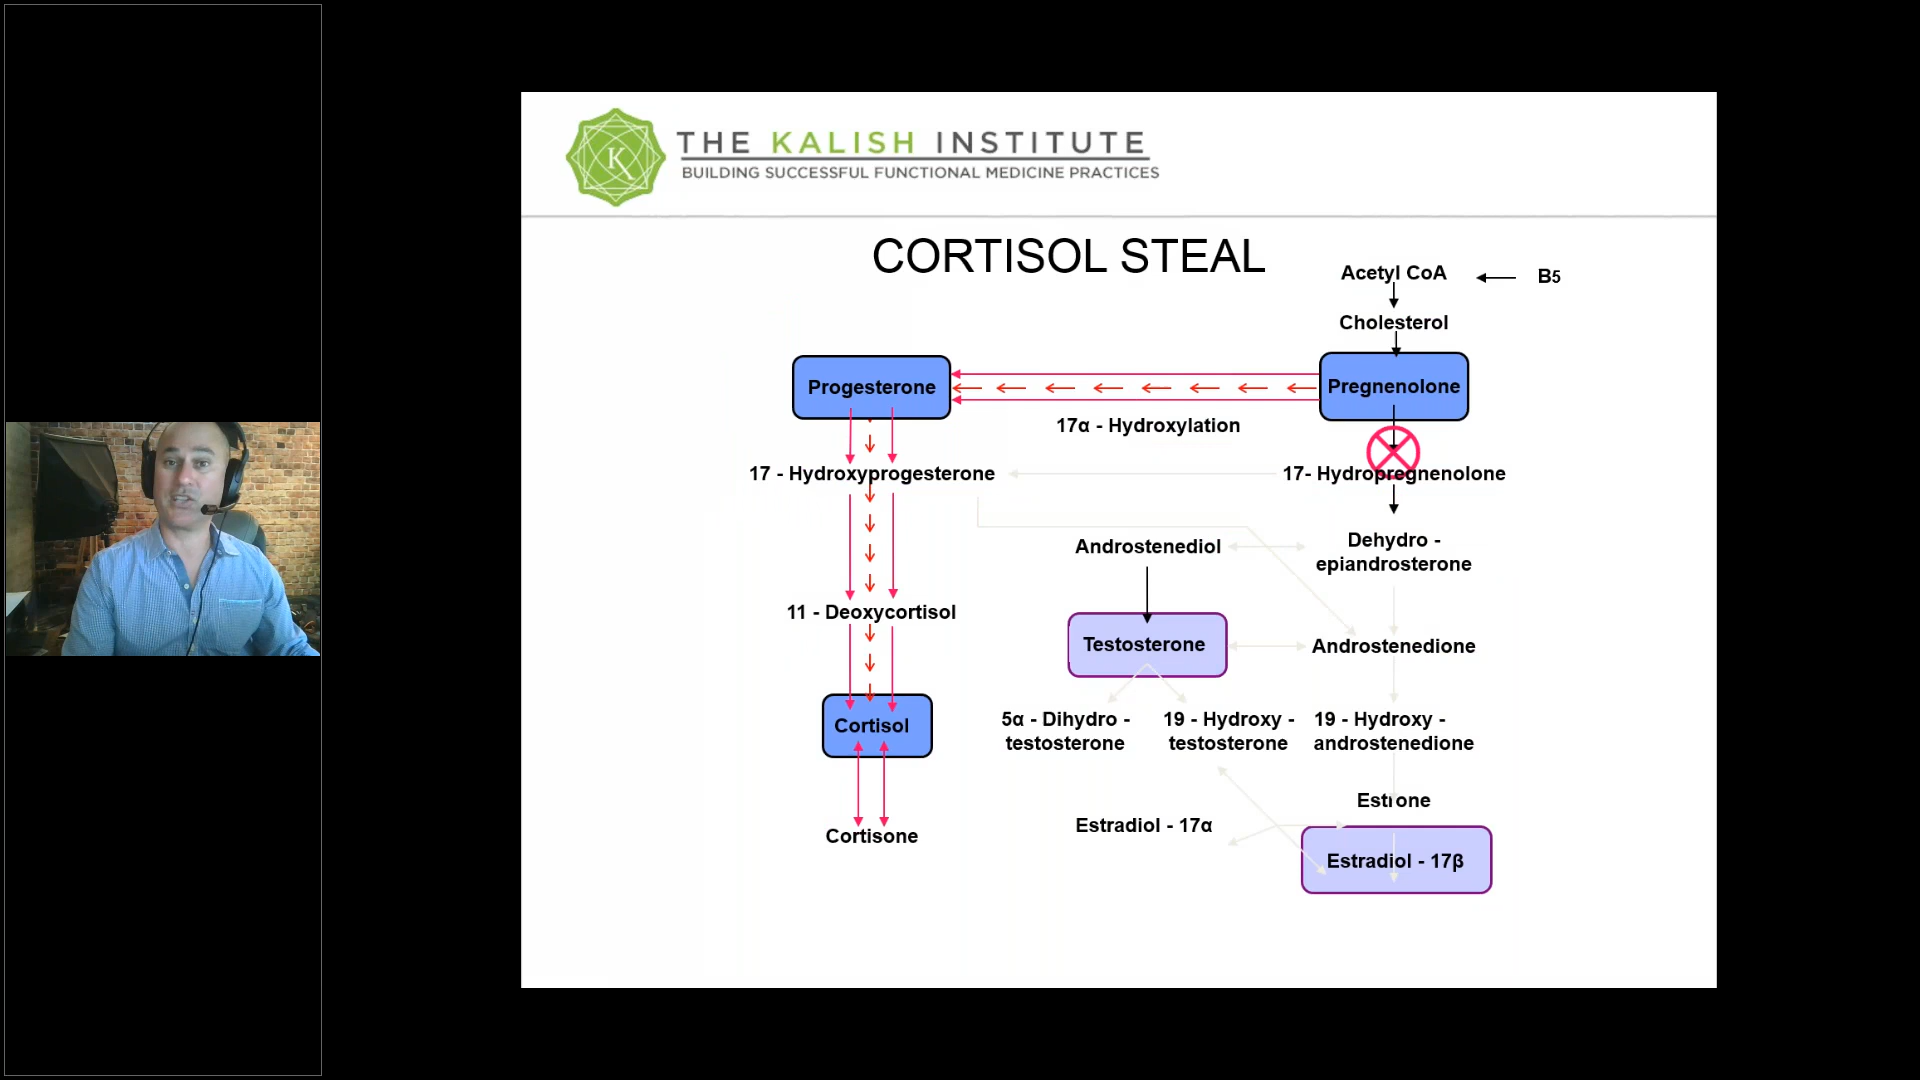 K
THE KALISH INSTITUTE
BUILDING SUCCESSFUL FUNCTIONAL MEDICINE PRACTICES
CORTISOL STEAL
Acetyl CoA
B5
Cholesterol
Progesterone
Pregnenolone
17α - Hydroxylation
17 - Hydroxyprogesterone
17- Hydropregnenolone
Androstenediol
Dehydro -
epiandrosterone
11 - Deoxycortisol
Testosterone
Androstenedione
Cortisol
5α - Dihydro -
testosterone
19 - Hydroxy -
testosterone
19 - Hydroxy -
androstenedione
Estrone
Estradiol - 17α
Cortisone
Estradiol - 17β